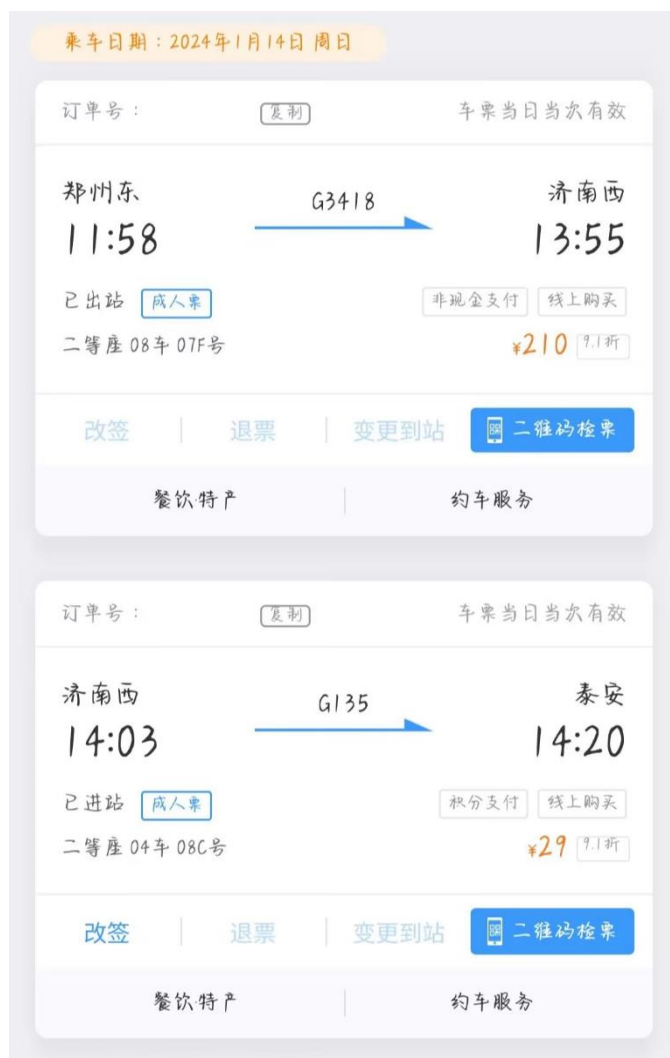 乘车日期：2024年1月14日 周日
订单号： 复制 车票当日当次有效
郑州东 G3418 济南西
11:58 13:55
已出站 成人票 非现金支付 线上购买
二等座 08车 07F号 ¥210 9.1折
改签 退票 变更到站 二维码检票
餐饮·特产 约车服务
订单号： 复制 车票当日当次有效
济南西 G135 泰安
14:03 14:20
已进站 成人票 积分支付 线上购买
二等座 04车 08C号 ¥29 9.1折
改签 退票 变更到站 二维码检票
餐饮·特产 约车服务